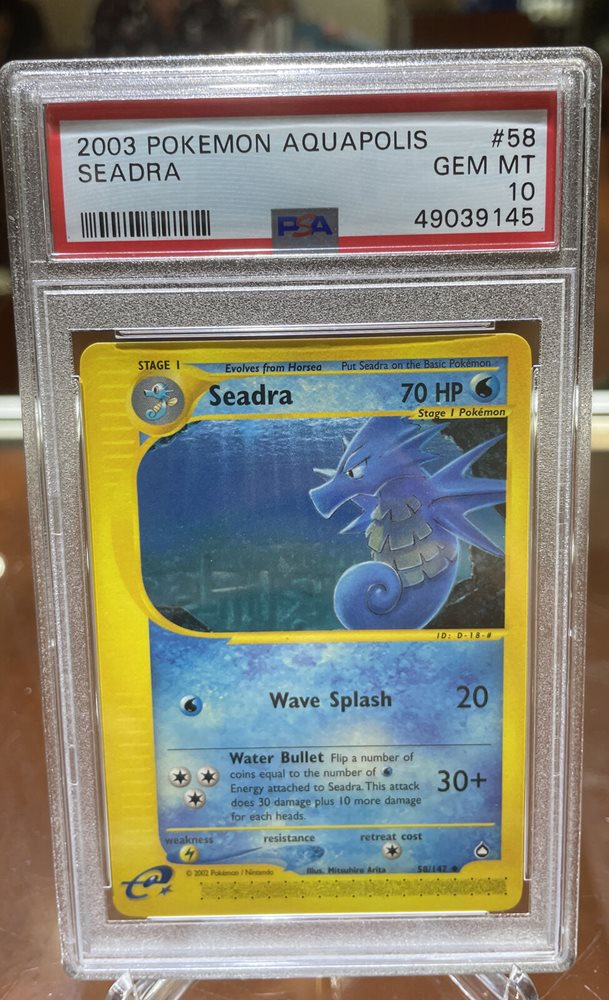 2003 POKEMON AQUAPOLIS #58
SEADRA GEM MT
10
PSA 49039145
STAGE 1 Evolves from Horsea Put Seadra on the Basic Pokémon
Seadra 70 HP
Stage 1 Pokémon
ID: D-18-#
Wave Splash 20
Water Bullet Flip a number of
coins equal to the number of
Energy attached to Seadra. This attack
does 30 damage plus 10 more damage
for each heads.
30+
weakness resistance retreat cost
e
© 2002 Pokémon / Nintendo Illus. Mitsuhiro Arita 58/147